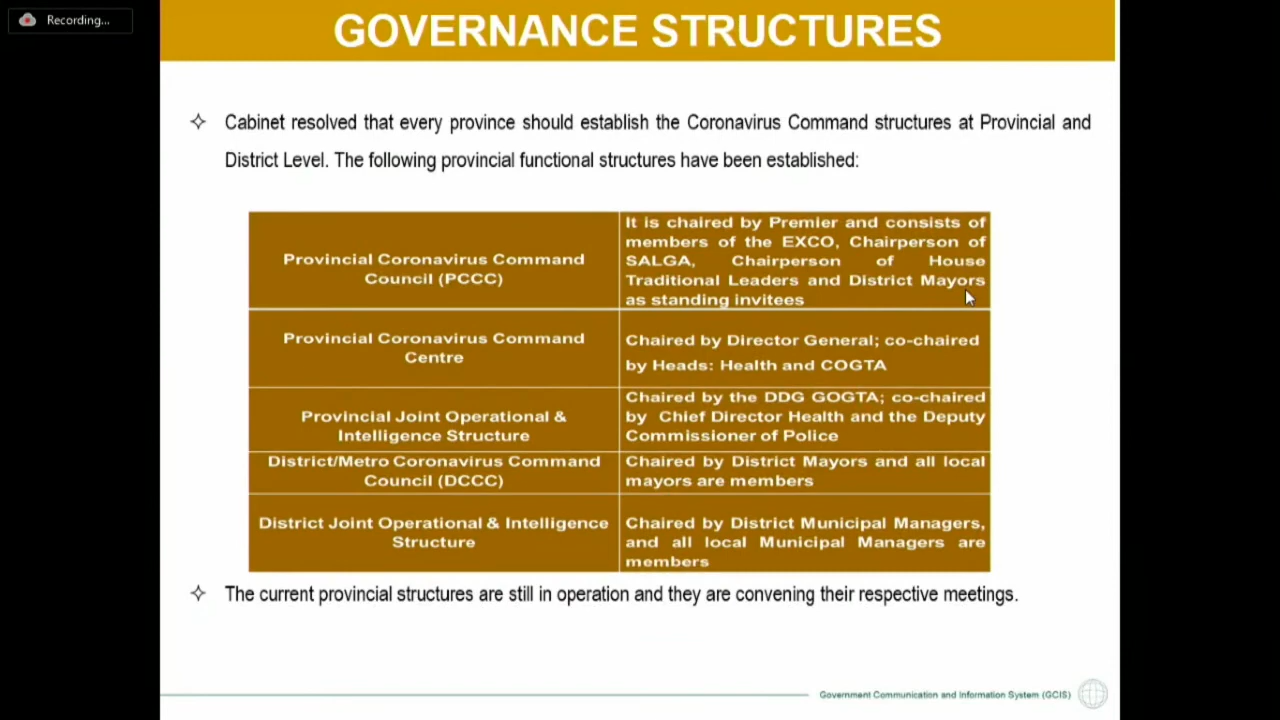 Recording...
GOVERNANCE STRUCTURES
Cabinet resolved that every province should establish the Coronavirus Command structures at Provincial and
District Level. The following provincial functional structures have been established:
Provincial Coronavirus Command
Council (PCCC)
It is chaired by Premier and consists of
members of the EXCO, Chairperson of
SALGA, Chairperson of House
Traditional Leaders and District Mayors
as standing invitees
Provincial Coronavirus Command
Centre
Chaired by Director General; co-chaired
by Heads: Health and COGTA
Provincial Joint Operational &
Intelligence Structure
Chaired by the DDG GOGTA; co-chaired
by Chief Director Health and the Deputy
Commissioner of Police
District/Metro Coronavirus Command
Council (DCCC)
Chaired by District Mayors and all local
mayors are members
District Joint Operational & Intelligence
Structure
Chaired by District Municipal Managers,
and all local Municipal Managers are
members
The current provincial structures are still in operation and they are convening their respective meetings.
Government Communication and Information System (GCIS)